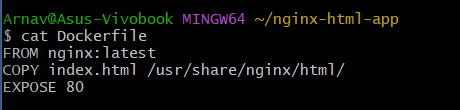 Arnav@Asus-Vivobook MINGW64 ~/nginx-html-app
$ cat Dockerfile
FROM nginx:latest
COPY index.html /usr/share/nginx/html/
EXPOSE 80